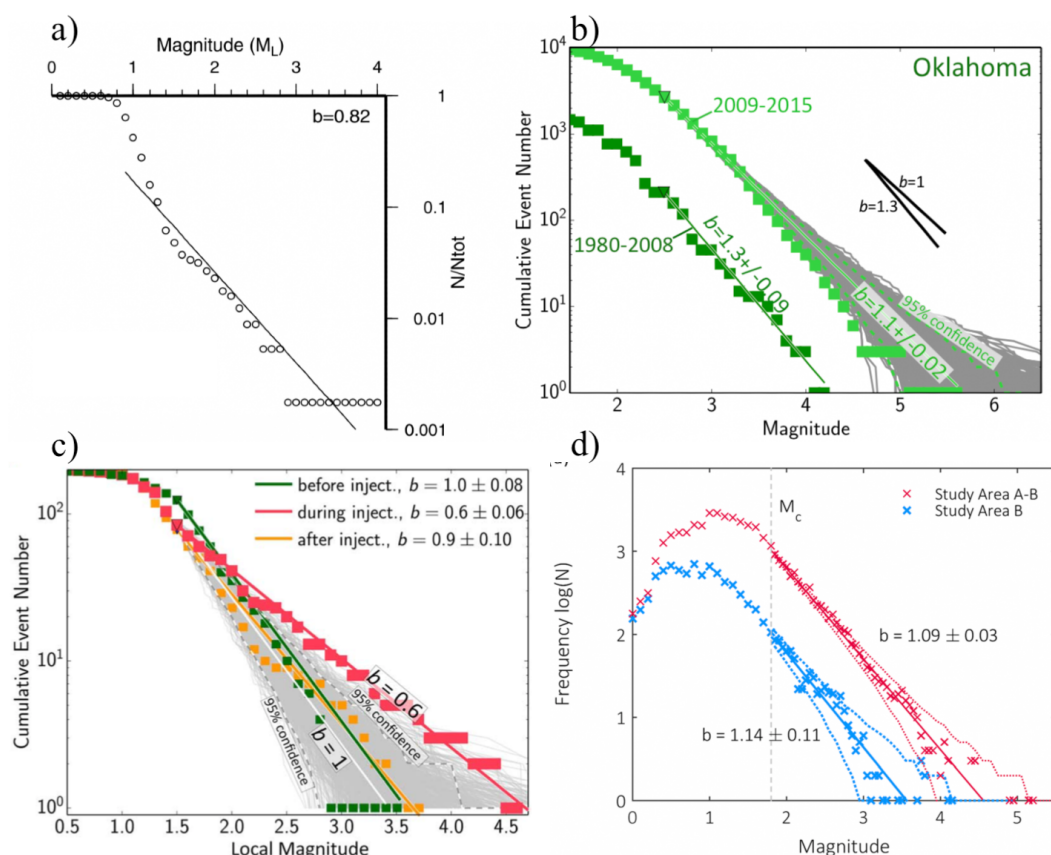 a)
Magnitude (M_L)
0 1 2 3 4
b=0.82
1
0.1
0.01
0.001
N/Ntot
b)
Oklahoma
10^4
10^3
10^2
10^1
10^0
Cumulative Event Number
2009-2015
1980-2008
b=1.3+/-0.09
b=1
b=1.3
95% confidence
b=1.1+/-0.02
2 3 4 5 6
Magnitude
c)
before inject., b = 1.0 ± 0.08
during inject., b = 0.6 ± 0.06
after inject., b = 0.9 ± 0.10
10^2
10^1
10^0
Cumulative Event Number
b=0.6
95% confidence
b=1
95% confidence
0.5 1.0 1.5 2.0 2.5 3.0 3.5 4.0 4.5
Local Magnitude
d)
4
3
2
1
0
Frequency log(N)
M_c
Study Area A-B
Study Area B
b = 1.09 ± 0.03
b = 1.14 ± 0.11
0 1 2 3 4 5
Magnitude